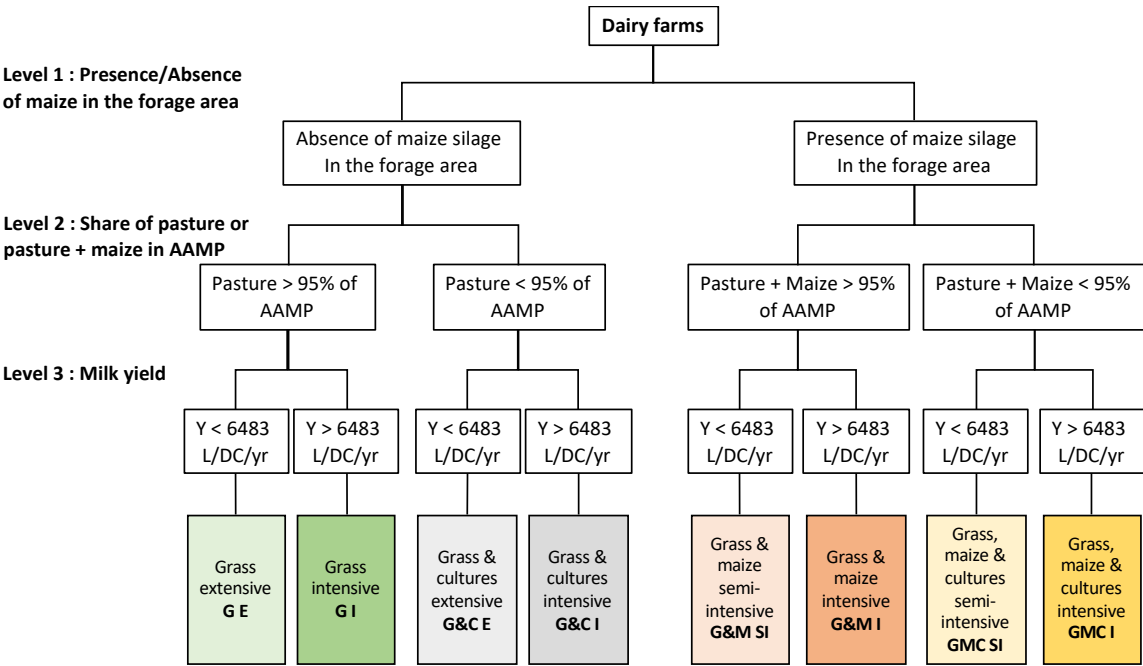 Dairy farms
Level 1 : Presence/Absence
of maize in the forage area
Absence of maize silage
In the forage area
Presence of maize silage
In the forage area
Level 2 : Share of pasture or
pasture + maize in AAMP
Pasture > 95% of
AAMP
Pasture < 95% of
AAMP
Pasture + Maize > 95%
of AAMP
Pasture + Maize < 95%
of AAMP
Level 3 : Milk yield
Y < 6483
L/DC/yr
Y > 6483
L/DC/yr
Y < 6483
L/DC/yr
Y > 6483
L/DC/yr
Y < 6483
L/DC/yr
Y > 6483
L/DC/yr
Y < 6483
L/DC/yr
Y > 6483
L/DC/yr
Grass
extensive
G E
Grass
intensive
G I
Grass &
cultures
extensive
G&C E
Grass &
cultures
intensive
G&C I
Grass &
maize
semi-
intensive
G&M SI
Grass &
maize
intensive
G&M I
Grass,
maize &
cultures
semi-
intensive
GMC SI
Grass,
maize &
cultures
intensive
GMC I